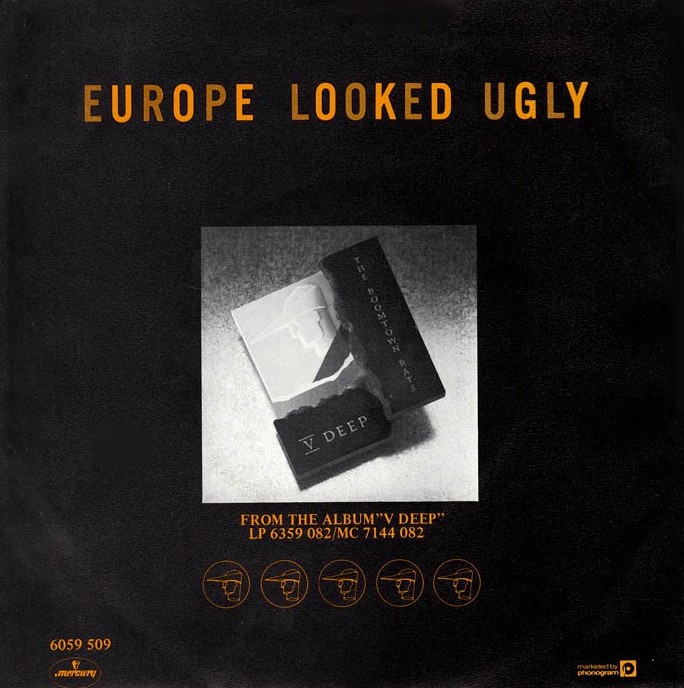 EUROPE LOOKED UGLY
THE BOOMTOWN RATS
V DEEP
FROM THE ALBUM"V DEEP"
LP 6359 082/MC 7144 082
6059 509
mercury
marketed by
phonogram p